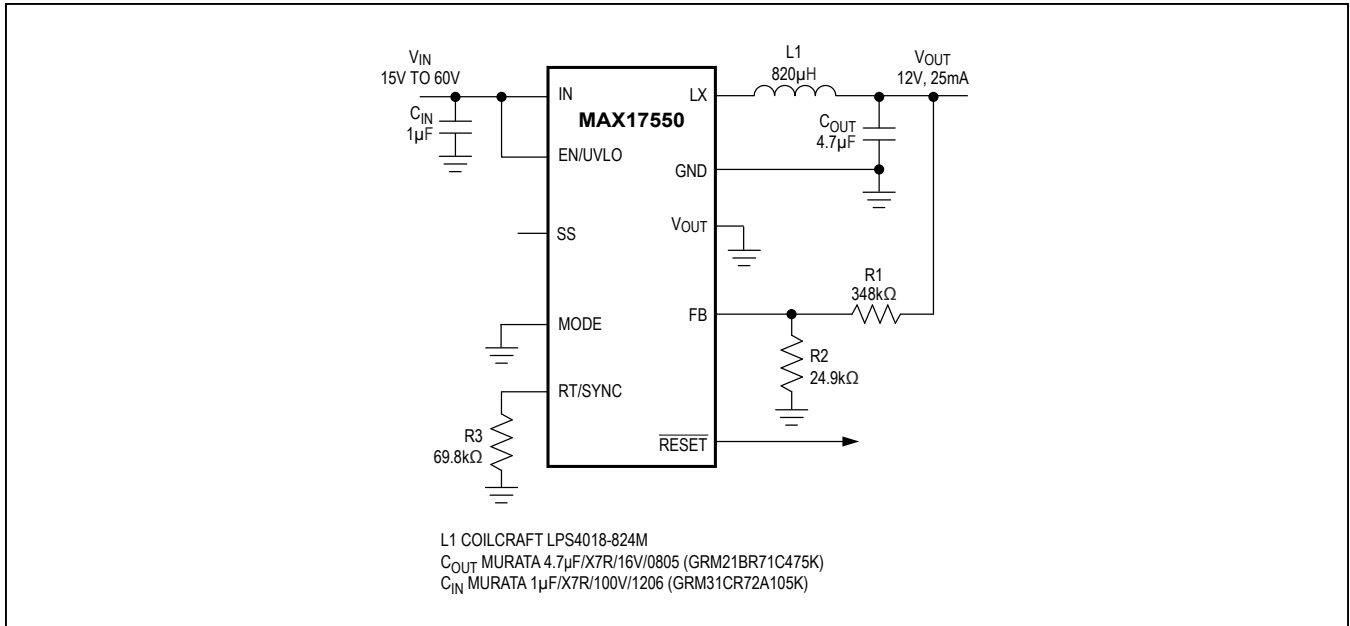 VIN
15V TO 60V
CIN
1µF
IN
EN/UVLO
SS
MODE
RT/SYNC
R3
69.8kΩ
MAX17550
LX
GND
VOUT
FB
RESET
L1
820µH
COUT
4.7µF
VOUT
12V, 25mA
R1
348kΩ
R2
24.9kΩ
L1 COILCRAFT LPS4018-824M
COUT MURATA 4.7µF/X7R/16V/0805 (GRM21BR71C475K)
CIN MURATA 1µF/X7R/100V/1206 (GRM31CR72A105K)